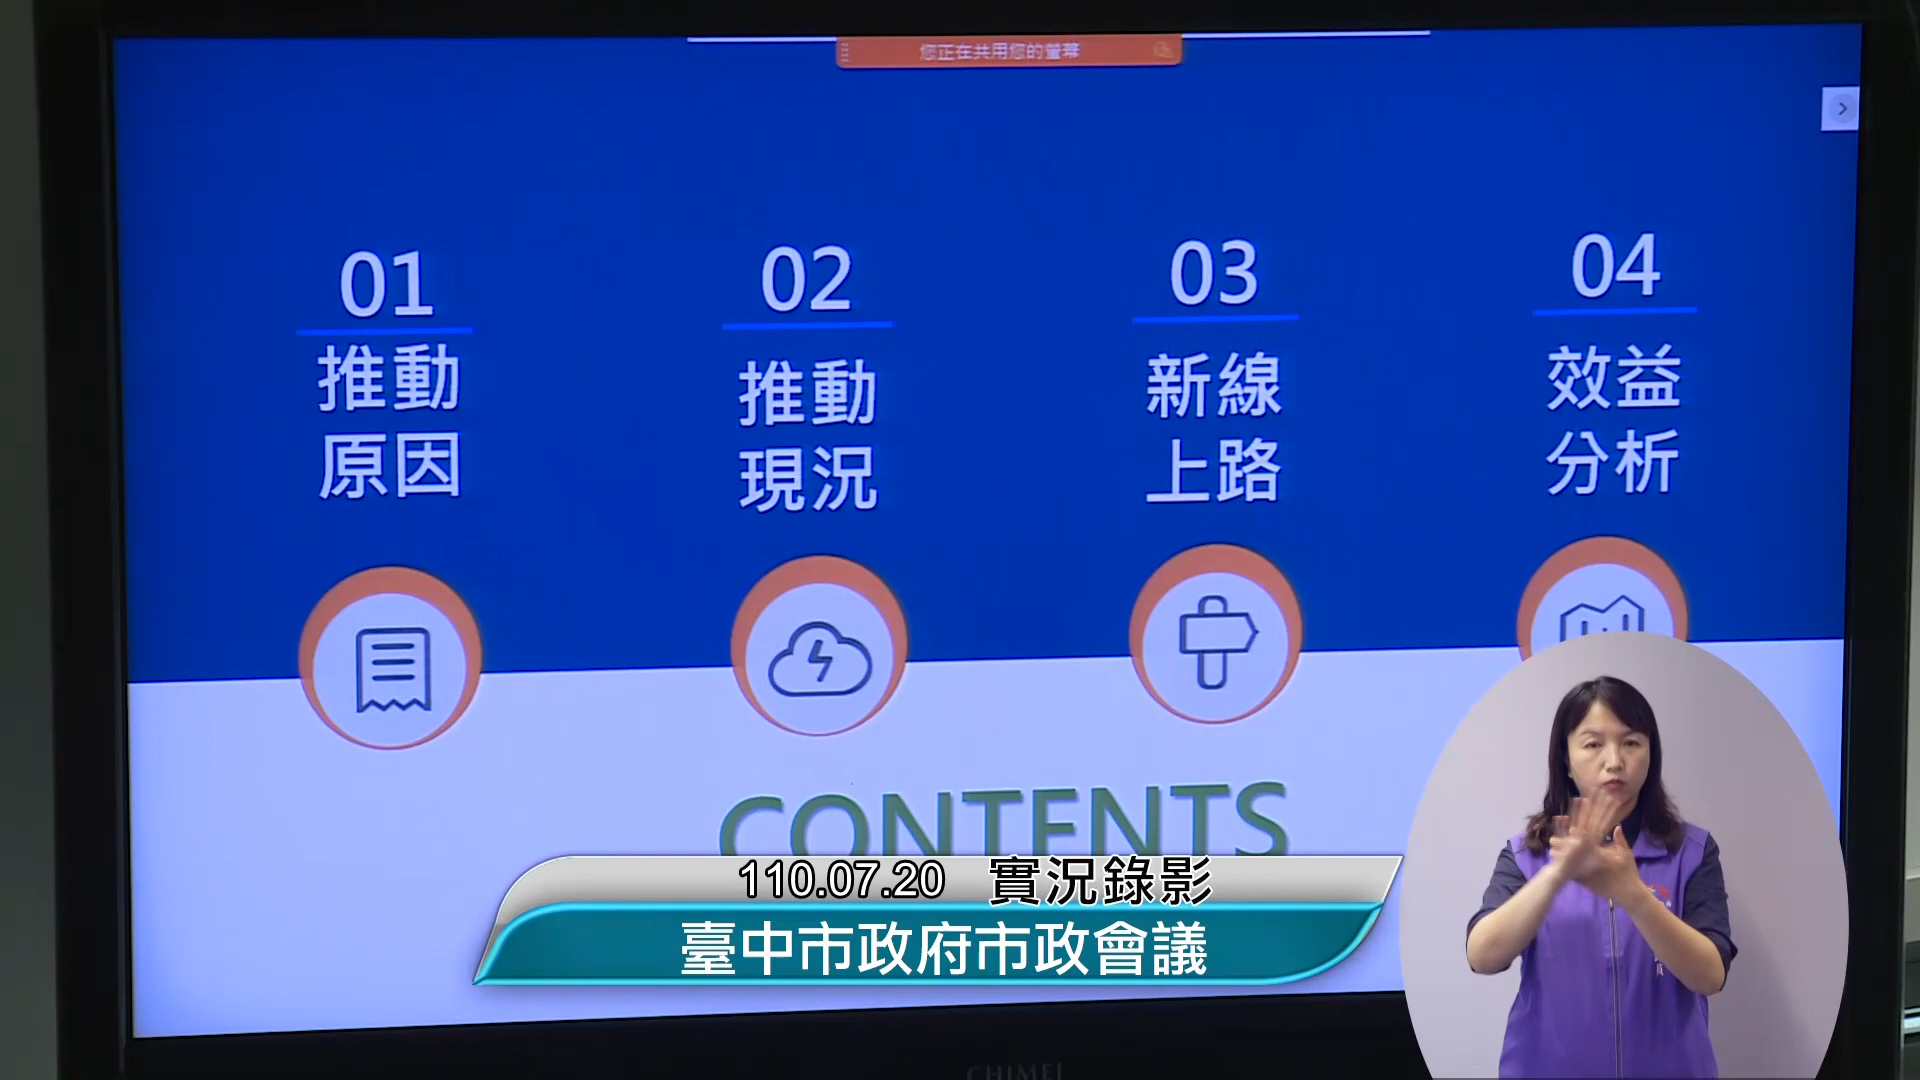 您正在共用您的螢幕
01
推動
原因
02
推動
現況
03
新線
上路
04
效益
分析
CONTENTS
110.07.20 實況錄影
臺中市政府市政會議
CHIMEI